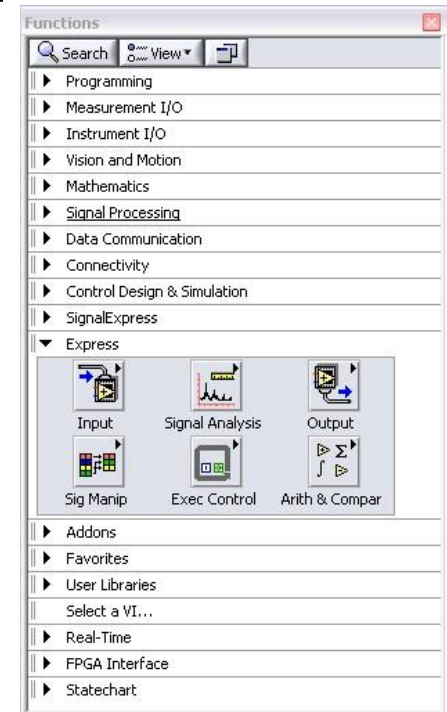 Functions
Search View
Programming
Measurement I/O
Instrument I/O
Vision and Motion
Mathematics
Signal Processing
Data Communication
Connectivity
Control Design & Simulation
SignalExpress
Express
Input Signal Analysis Output
Sig Manip Exec Control Arith & Compar
Addons
Favorites
User Libraries
Select a VI...
Real-Time
FPGA Interface
Statechart